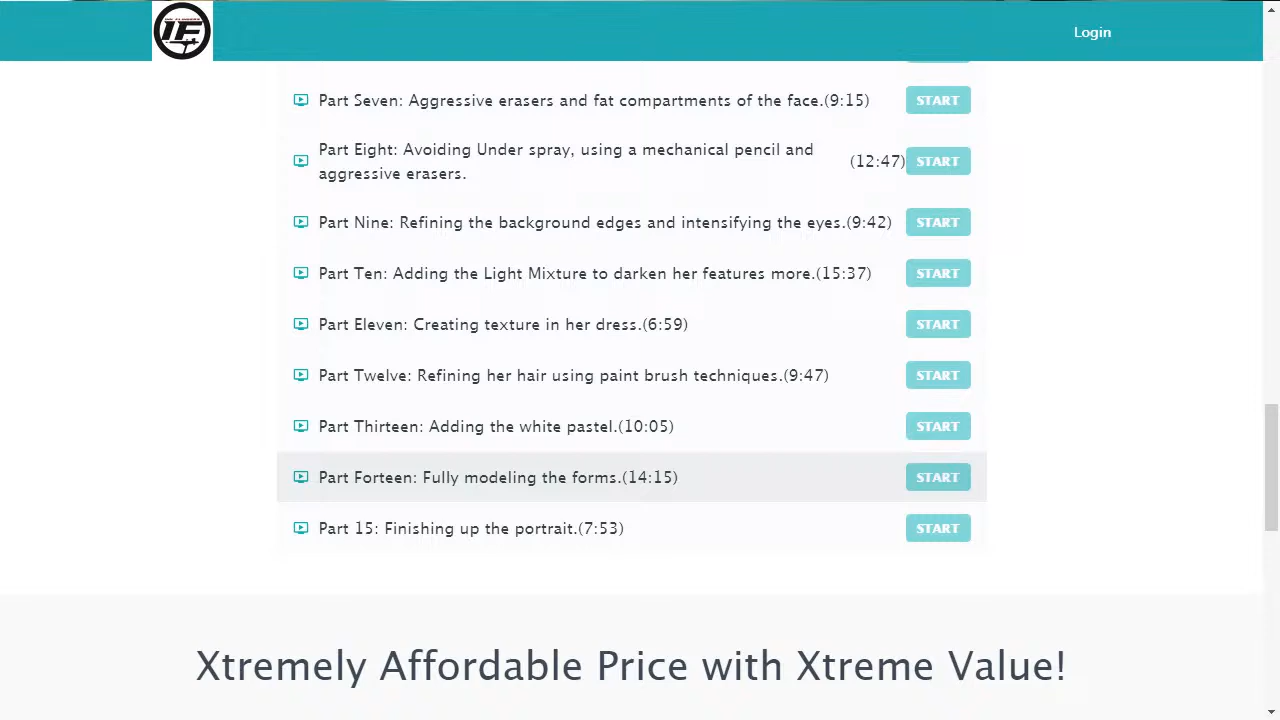 IF
Login
Part Seven: Aggressive erasers and fat compartments of the face.(9:15)
START
Part Eight: Avoiding Under spray, using a mechanical pencil and
aggressive erasers.
(12:47)
START
Part Nine: Refining the background edges and intensifying the eyes.(9:42)
START
Part Ten: Adding the Light Mixture to darken her features more.(15:37)
START
Part Eleven: Creating texture in her dress.(6:59)
START
Part Twelve: Refining her hair using paint brush techniques.(9:47)
START
Part Thirteen: Adding the white pastel.(10:05)
START
Part Forteen: Fully modeling the forms.(14:15)
START
Part 15: Finishing up the portrait.(7:53)
START
Xtremely Affordable Price with Xtreme Value!